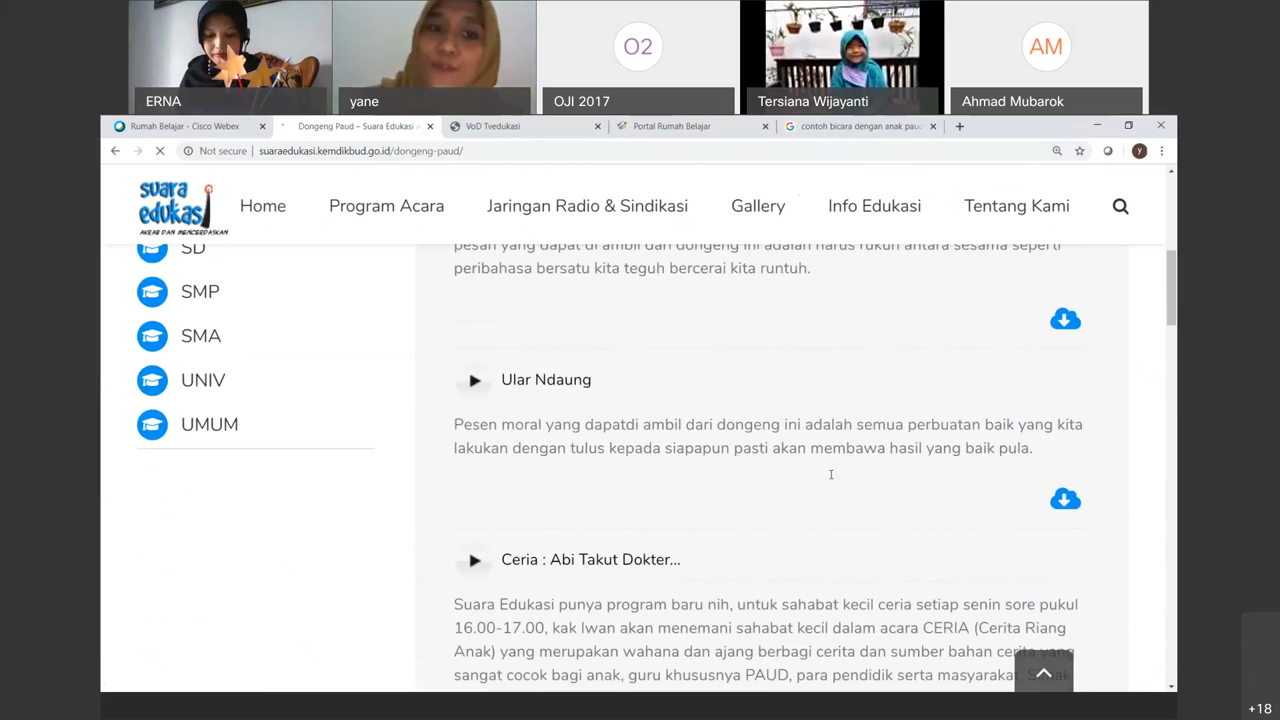 O2
AM
ERNA
yane
OJI 2017
Tersiana Wijayanti
Ahmad Mubarok
Rumah Belajar - Cisco Webex
Dongeng Paud – Suara Edukasi
VoD Tvedukasi
Portal Rumah Belajar
contoh bicara dengan anak paud
Not secure
suaraedukasi.kemdikbud.go.id/dongeng-paud/
y
suara
edukasi
AKRAB DAN MENCERDASKAN
Home
Program Acara
Jaringan Radio & Sindikasi
Gallery
Info Edukasi
Tentang Kami
SD
SMP
SMA
UNIV
UMUM
pesan yang dapat di ambil dari dongeng ini adalah harus rukun antara sesama seperti
peribahasa bersatu kita teguh bercerai kita runtuh.
Ular Ndaung
Pesen moral yang dapatdi ambil dari dongeng ini adalah semua perbuatan baik yang kita
lakukan dengan tulus kepada siapapun pasti akan membawa hasil yang baik pula.
Ceria : Abi Takut Dokter...
Suara Edukasi punya program baru nih, untuk sahabat kecil ceria setiap senin sore pukul
16.00-17.00, kak Iwan akan menemani sahabat kecil dalam acara CERIA (Cerita Riang
Anak) yang merupakan wahana dan ajang berbagi cerita dan sumber bahan cerita yang
sangat cocok bagi anak, guru khususnya PAUD, para pendidik serta masyarakat.
+18